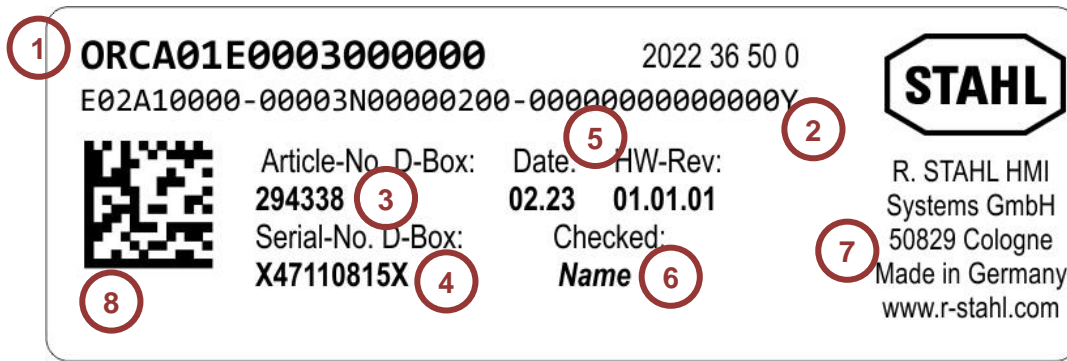 1
ORCA01E0003000000 2022 36 50 0
E02A10000-00003N00000200-00000000000000Y
2
5
Article-No. D-Box: Date: HW-Rev:
294338 3 02.23 01.01.01
Serial-No. D-Box: Checked:
X47110815X 4 Name 6
8
STAHL
R. STAHL HMI
Systems GmbH
50829 Cologne
7
Made in Germany
www.r-stahl.com